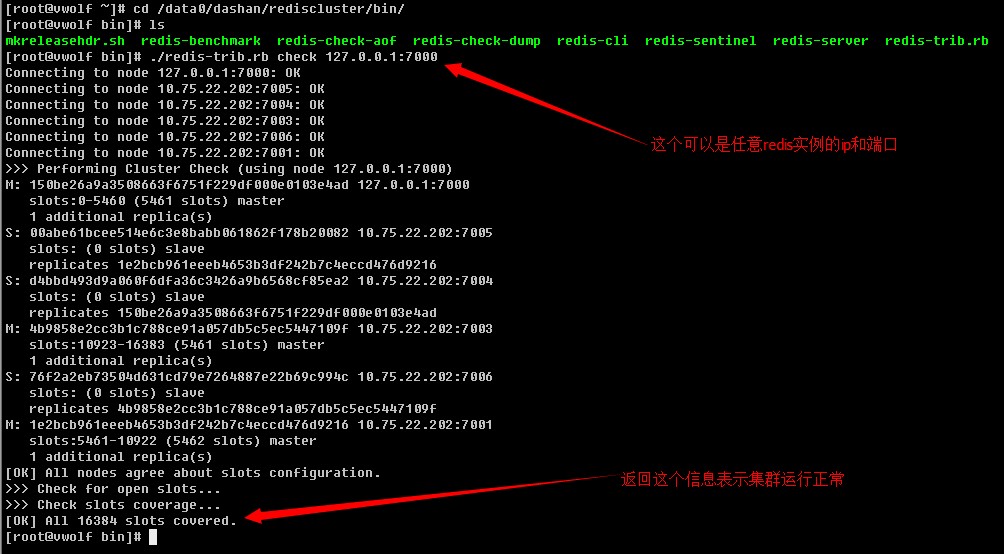 [root@vwolf ~]# cd /data0/dashan/rediscluster/bin/
[root@vwolf bin]# ls
mkreleasehdr.sh redis-benchmark redis-check-aof redis-check-dump redis-cli redis-sentinel redis-server redis-trib.rb
[root@vwolf bin]# ./redis-trib.rb check 127.0.0.1:7000
Connecting to node 127.0.0.1:7000: OK
Connecting to node 10.75.22.202:7005: OK
Connecting to node 10.75.22.202:7004: OK
Connecting to node 10.75.22.202:7003: OK
Connecting to node 10.75.22.202:7006: OK
Connecting to node 10.75.22.202:7001: OK
这个可以是任意redis实例的ip和端口
>>> Performing Cluster Check (using node 127.0.0.1:7000)
M: 150be26a9a3508663f6751f229df000e0103e4ad 127.0.0.1:7000
slots:0-5460 (5461 slots) master
1 additional replica(s)
S: 00abe61bcee514e6c3e8babb061862f178b20082 10.75.22.202:7005
slots: (0 slots) slave
replicates 1e2bcb961eeeb4653b3df242b7c4eccd476d9216
S: d4bbd493d9a060f6dfa36c3426a9b6568cf85ea2 10.75.22.202:7004
slots: (0 slots) slave
replicates 150be26a9a3508663f6751f229df000e0103e4ad
M: 4b9858e2cc3b1c788ce91a057db5c5ec5447109f 10.75.22.202:7003
slots:10923-16383 (5461 slots) master
1 additional replica(s)
S: 76f2a2eb73504d631cd79e7264887e22b69c994c 10.75.22.202:7006
slots: (0 slots) slave
replicates 4b9858e2cc3b1c788ce91a057db5c5ec5447109f
M: 1e2bcb961eeeb4653b3df242b7c4eccd476d9216 10.75.22.202:7001
slots:5461-10922 (5462 slots) master
1 additional replica(s)
[OK] All nodes agree about slots configuration.
返回这个信息表示集群运行正常
>>> Check for open slots...
>>> Check slots coverage...
[OK] All 16384 slots covered.
[root@vwolf bin]#